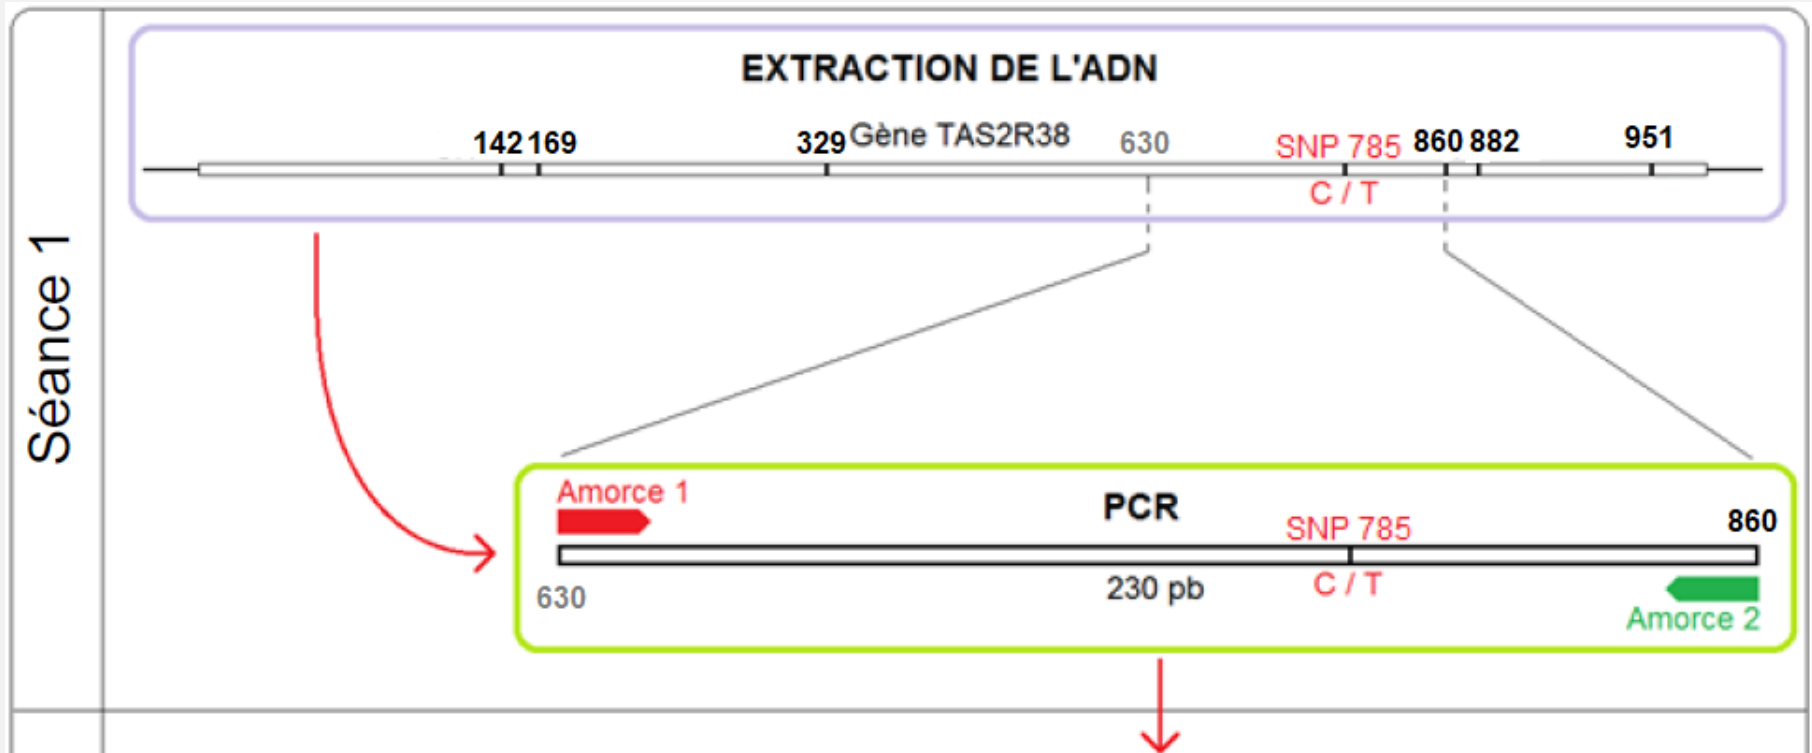 Séance 1
EXTRACTION DE L'ADN
142 169 329 Gène TAS2R38 630 SNP 785 860 882 951
C / T
Amorce 1
PCR
SNP 785
860
630
230 pb
C / T
Amorce 2